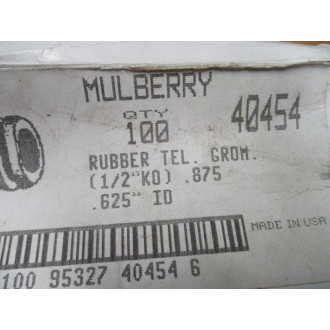 MULBERRY
QTY
100
40454
RUBBER TEL. GROM.
(1/2"KO) .875
.625" ID
MADE IN USA
100 95327 40454 6